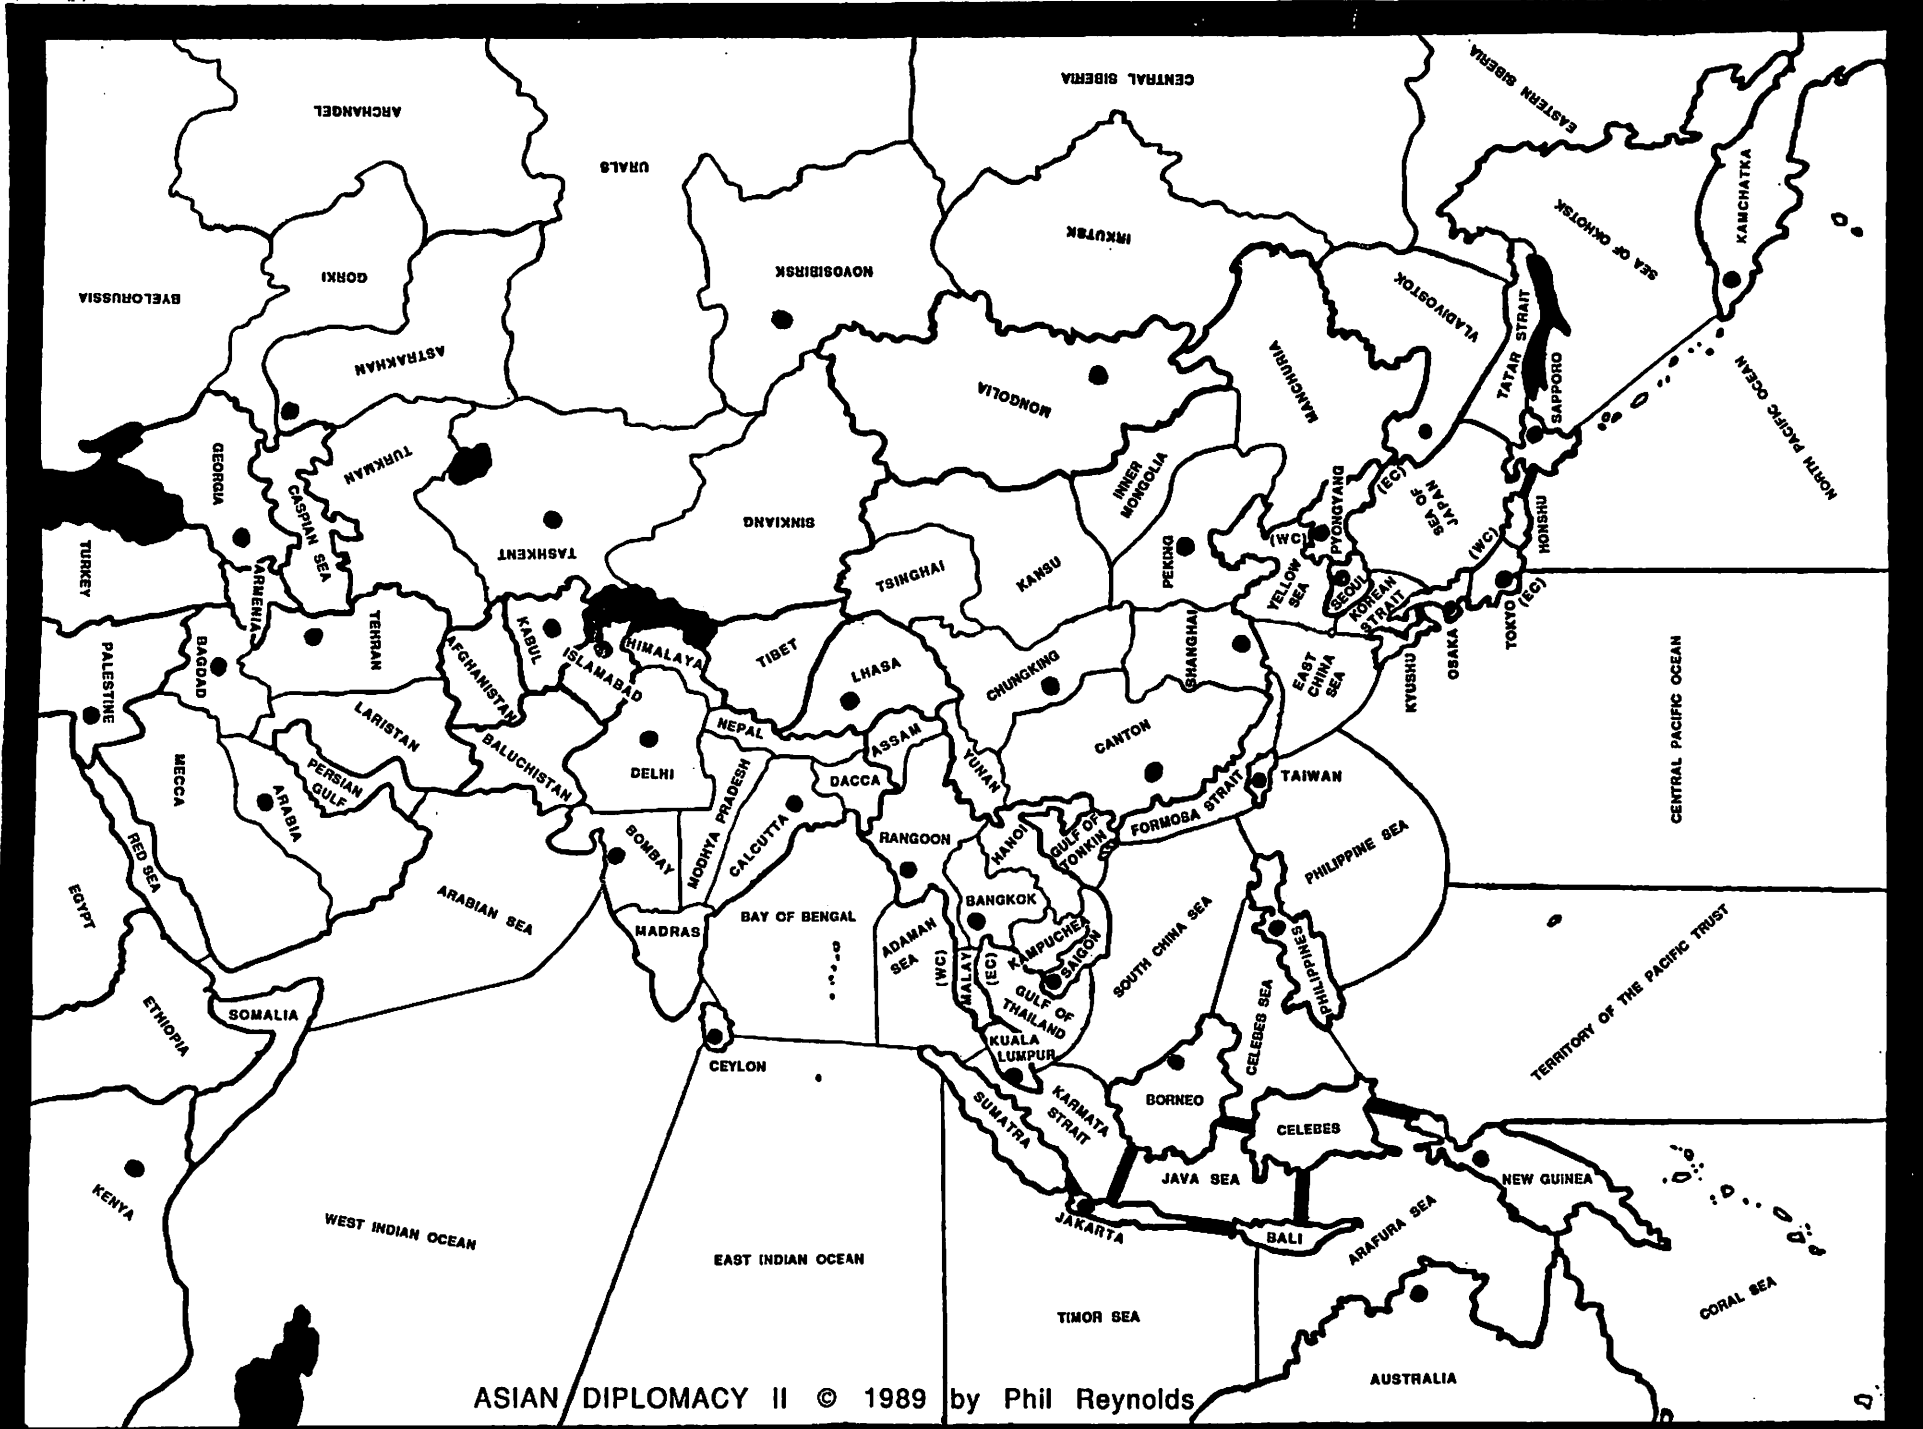 CENTRAL SIBERIA
EASTERN SIBERIA
ARCHANGEL
URALS
KAMCHATKA
SEA OF OKHOTSK
IRKUTSK
NOVOSIBIRSK
GORKI
BYELORUSSIA
VLADIVOSTOK
TATAR STRAIT
ASTRAKHAN
MANCHURIA
MONGOLIA
SAPPORO
NORTH PACIFIC OCEAN
GEORGIA
TURKMAN
CASPIAN SEA
INNER
MONGOLIA
(EC)
SEA OF
JAPAN
PYONGYANG
SINKIANG
HONSHU
(WC)
(WC)
TASHKENT
TURKEY
ARMENIA
TSINGHAI
KANSU
PEKING
YELLOW
SEA
SEOUL
KOREAN
STRAIT
TOKYO
(EC)
OSAKA
KYUSHU
TEHRAN
BAGDAD
PALESTINE
AFGHANISTAN
KABUL
ISLAMABAD
HIMALAYA
TIBET
LHASA
CHUNGKING
SHANGHAI
EAST
CHINA
SEA
CENTRAL PACIFIC OCEAN
LARISTAN
BALUCHISTAN
NEPAL
ASSAM
CANTON
YUNAN
MECCA
ARABIA
PERSIAN
GULF
DELHI
DACCA
TAIWAN
FORMOSA STRAIT
RED SEA
EGYPT
BOMBAY
MODHYA PRADESH
CALCUTTA
RANGOON
HANOI
GULF OF
TONKIN
PHILIPPINE SEA
ARABIAN SEA
MADRAS
BAY OF BENGAL
ADAMAN
SEA
(WC)
MALAY
(EC)
BANGKOK
KAMPUCHEA
SAIGON
GULF OF
THAILAND
SOUTH CHINA SEA
PHILIPPINES
CELEBES SEA
TERRITORY OF THE PACIFIC TRUST
ETHIOPIA
SOMALIA
CEYLON
KUALA
LUMPUR
SUMATRA
KARMATA
STRAIT
BORNEO
CELEBES
JAVA SEA
NEW GUINEA
KENYA
WEST INDIAN OCEAN
EAST INDIAN OCEAN
JAKARTA
BALI
ARAFURA SEA
CORAL SEA
TIMOR SEA
AUSTRALIA
ASIAN DIPLOMACY II © 1989 by Phil Reynolds